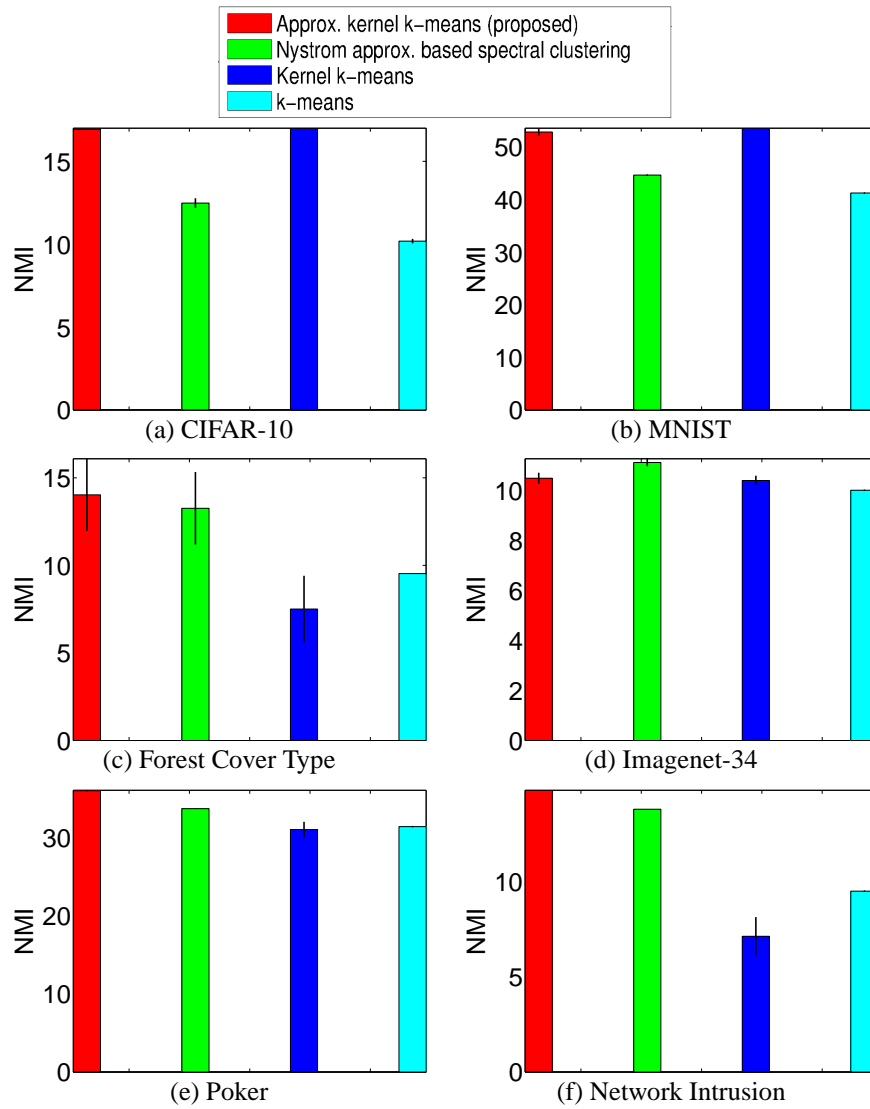 Approx. kernel k−means (proposed)
Nystrom approx. based spectral clustering
Kernel k−means
k−means
15
10
5
0
NMI
(a) CIFAR-10
50
40
30
20
10
0
NMI
(b) MNIST
15
10
5
0
NMI
(c) Forest Cover Type
10
8
6
4
2
0
NMI
(d) Imagenet-34
30
20
10
0
NMI
(e) Poker
10
5
0
NMI
(f) Network Intrusion